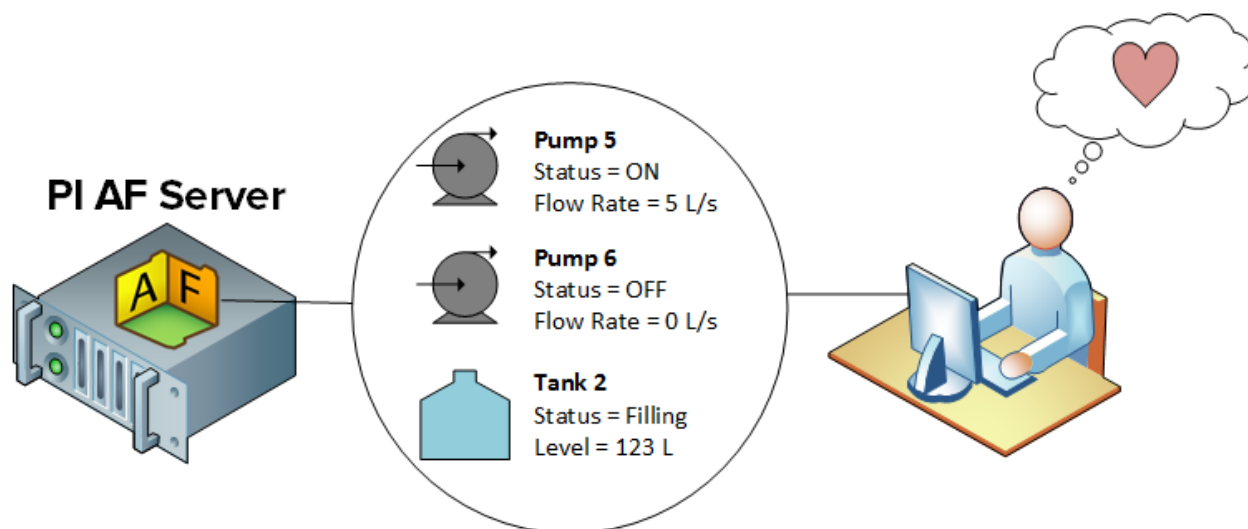 PI AF Server
A F
Pump 5
Status = ON
Flow Rate = 5 L/s
Pump 6
Status = OFF
Flow Rate = 0 L/s
Tank 2
Status = Filling
Level = 123 L